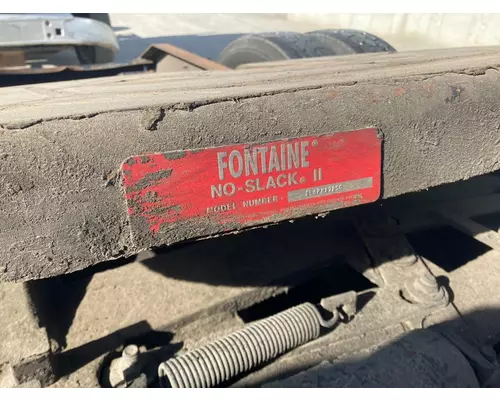 FONTAINE®
NO-SLACK® II
MODEL NUMBER